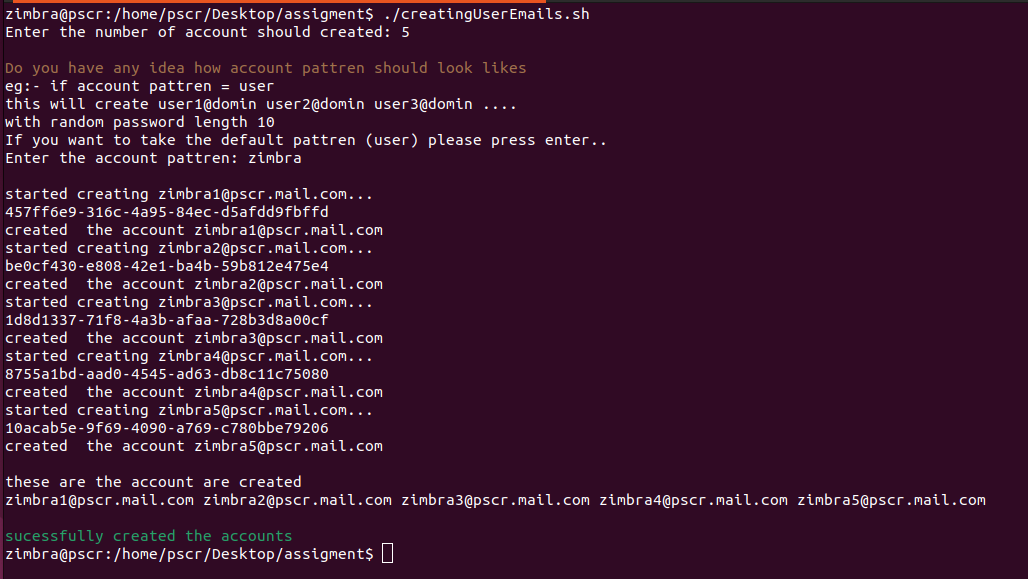 zimbra@pscr:/home/pscr/Desktop/assigment$ ./creatingUserEmails.sh
Enter the number of account should created: 5
Do you have any idea how account pattren should look likes
eg:- if account pattren = user
this will create user1@domin user2@domin user3@domin ....
with random password length 10
If you want to take the default pattren (user) please press enter..
Enter the account pattren: zimbra
started creating zimbra1@pscr.mail.com...
457ff6e9-316c-4a95-84ec-d5afdd9fbffd
created  the account zimbra1@pscr.mail.com
started creating zimbra2@pscr.mail.com...
be0cf430-e808-42e1-ba4b-59b812e475e4
created  the account zimbra2@pscr.mail.com
started creating zimbra3@pscr.mail.com...
1d8d1337-71f8-4a3b-afaa-728b3d8a00cf
created  the account zimbra3@pscr.mail.com
started creating zimbra4@pscr.mail.com...
8755a1bd-aad0-4545-ad63-db8c11c75080
created  the account zimbra4@pscr.mail.com
started creating zimbra5@pscr.mail.com...
10acab5e-9f69-4090-a769-c780bbe79206
created  the account zimbra5@pscr.mail.com
these are the account are created
zimbra1@pscr.mail.com zimbra2@pscr.mail.com zimbra3@pscr.mail.com zimbra4@pscr.mail.com zimbra5@pscr.mail.com
sucessfully created the accounts
zimbra@pscr:/home/pscr/Desktop/assigment$